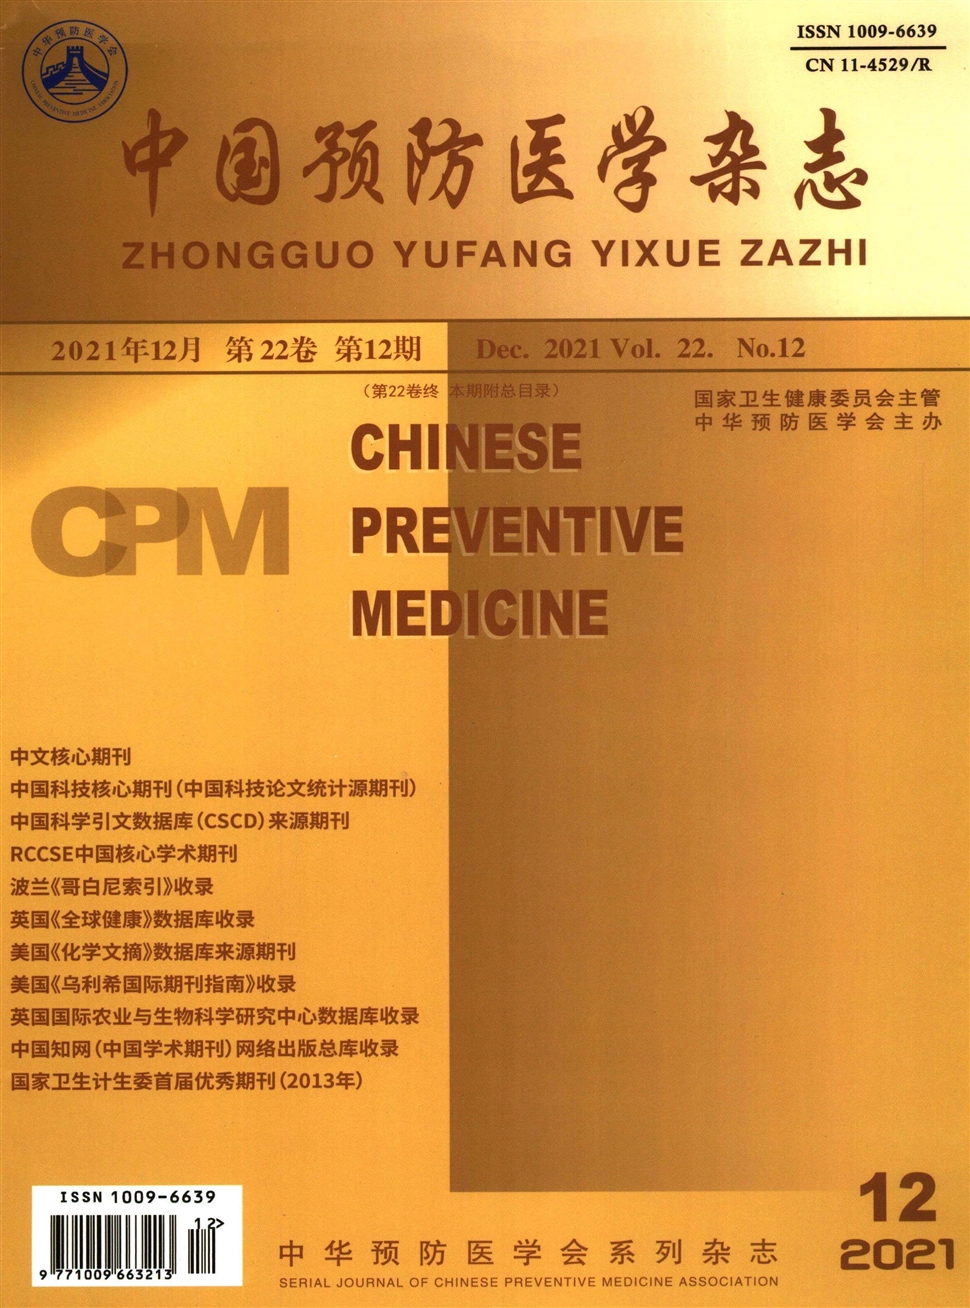 中华预防医学会
ISSN 1009-6639
CN 11-4529/R
中国预防医学杂志
ZHONGGUO YUFANG YIXUE ZAZHI
2021年12月 第22卷 第12期 Dec. 2021 Vol. 22. No.12
（第22卷终 本期附总目录）
国家卫生健康委员会主管
中华预防医学会主办
CHINESE
CPM
PREVENTIVE
MEDICINE
中文核心期刊
中国科技核心期刊（中国科技论文统计源期刊）
中国科学引文数据库（CSCD）来源期刊
RCCSE中国核心学术期刊
波兰《哥白尼索引》收录
英国《全球健康》数据库收录
美国《化学文摘》数据库来源期刊
美国《乌利希国际期刊指南》收录
英国国际农业与生物科学研究中心数据库收录
中国知网（中国学术期刊）网络出版总库收录
国家卫生计生委首届优秀期刊（2013年）
ISSN 1009-6639
12>
9 771009 663213
12
2021
中华预防医学会系列杂志
SERIAL JOURNAL OF CHINESE PREVENTIVE MEDICINE ASSOCIATION